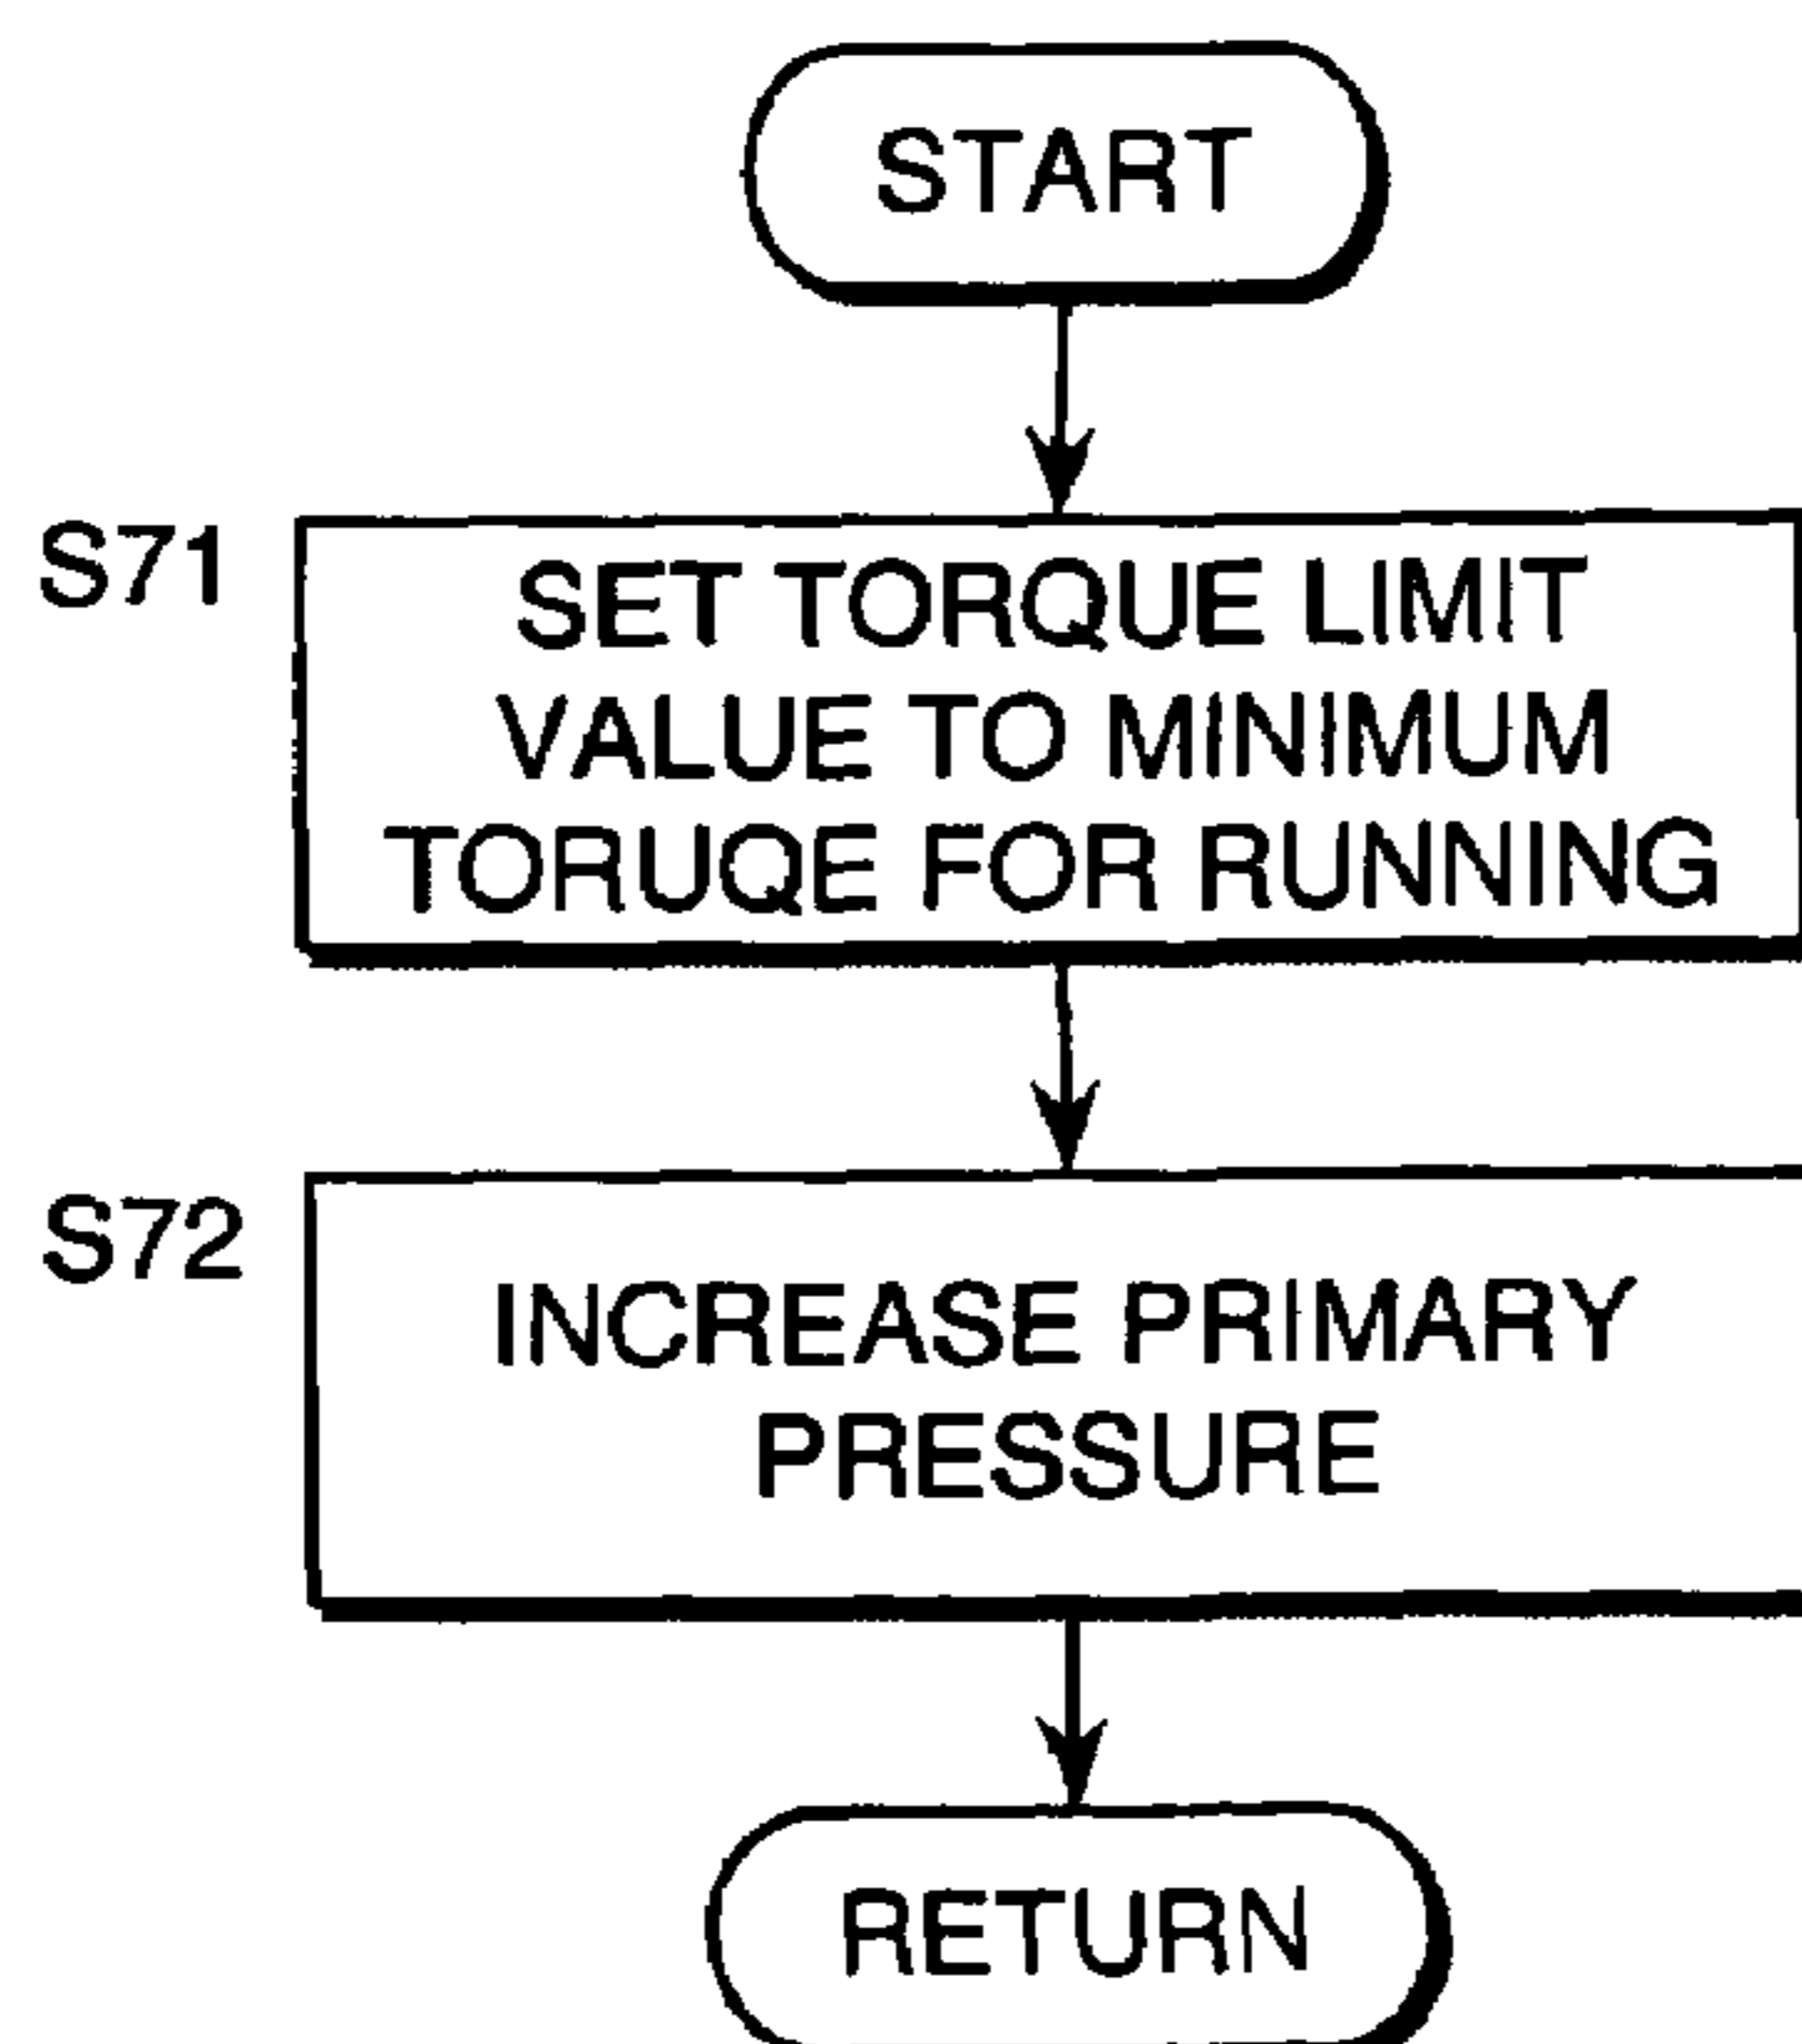 START
S71
SET TORQUE LIMIT
VALUE TO MINIMUM
TORUQE FOR RUNNING
S72
INCREASE PRIMARY
PRESSURE
RETURN